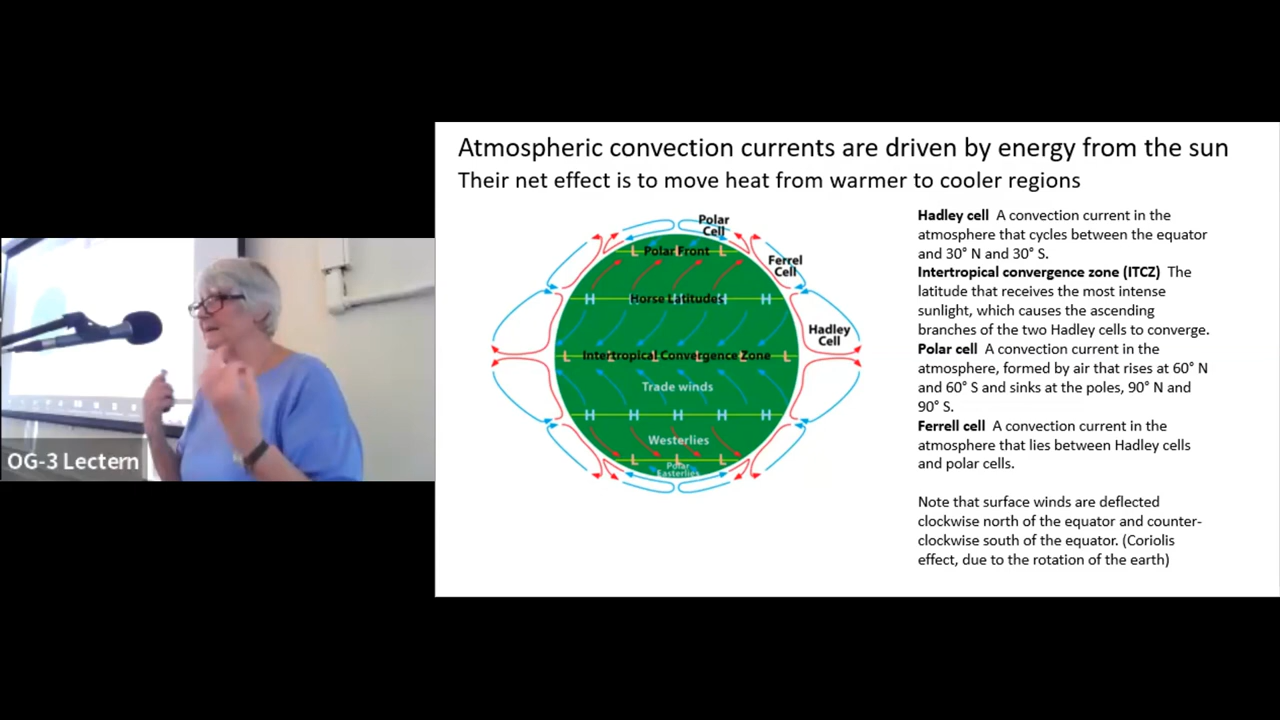 Atmospheric convection currents are driven by energy from the sun
Their net effect is to move heat from warmer to cooler regions
Polar
Cell
L Polar Front L
Ferrel
Cell
H Horse Latitudes H H
Hadley
Cell
L Intertropical Convergence Zone L
Trade winds
H H H H H
Westerlies
L L L
Polar
Easterlies
Hadley cell A convection current in the
atmosphere that cycles between the equator
and 30° N and 30° S.
Intertropical convergence zone (ITCZ) The
latitude that receives the most intense
sunlight, which causes the ascending
branches of the two Hadley cells to converge.
Polar cell A convection current in the
atmosphere, formed by air that rises at 60° N
and 60° S and sinks at the poles, 90° N and
90° S.
Ferrell cell A convection current in the
atmosphere that lies between Hadley cells
and polar cells.
Note that surface winds are deflected
clockwise north of the equator and counter-
clockwise south of the equator. (Coriolis
effect, due to the rotation of the earth)
OG-3 Lectern